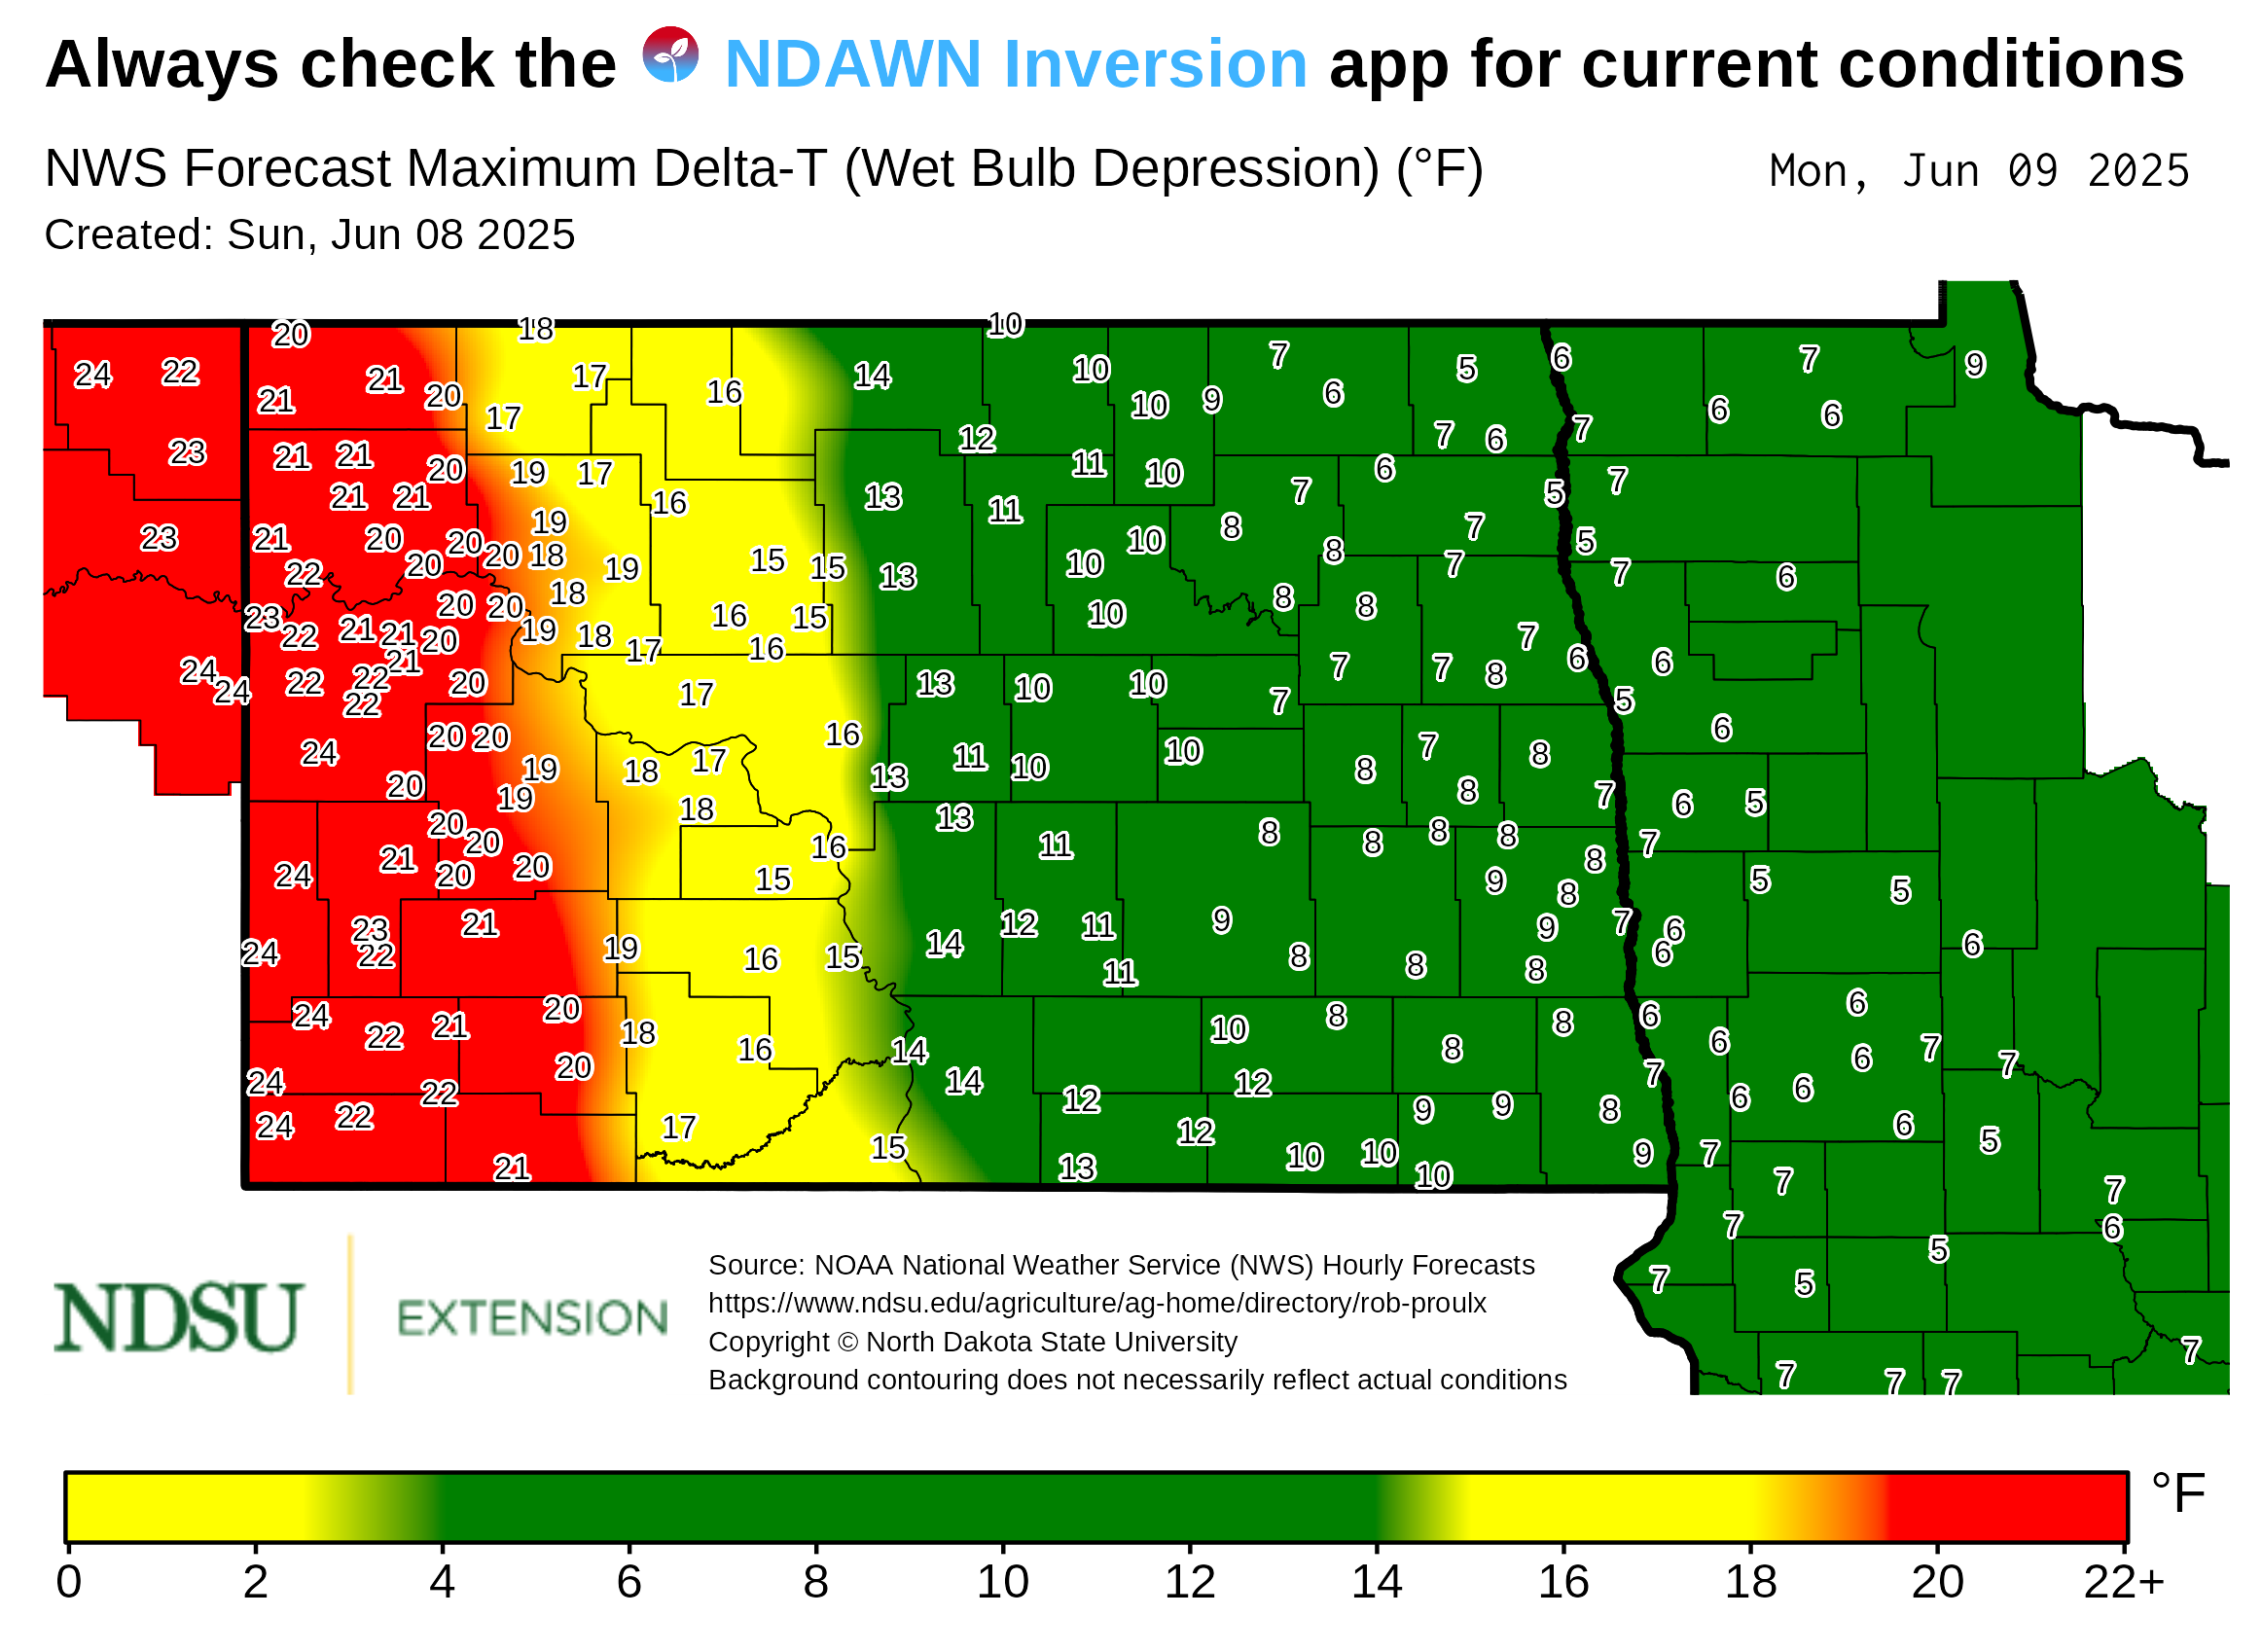 Always check the NDAWN Inversion app for current conditions
NWS Forecast Maximum Delta-T (Wet Bulb Depression) (°F) Mon, Jun 09 2025
Created: Sun, Jun 08 2025
20 18 10
24 22 21 20 17 16 14 10 7 5 6 7 9
21 17 10 9 6 7 6 6 6
23 21 21 20 19 17 12 11 10 6 7 7
21 21 16 13 11 7 5
23 21 20 20 20 19 18 10 8 7 5
22 20 18 19 15 15 13 10 8 7 7 6
23 20 20 16 15 10 8 8
22 21 21 20 19 18 17 16 7 6 6
24 24 22 22 21 20 17 13 10 10 7 7 7 8 5
22 16 6
24 20 20 19 18 17 11 10 10 8 7 8
20 19 18 13 8 7 6 5
20 20 16 13 11 8 8 8 8 7
24 21 20 20 15 9 8 8 5 5
24 23 22 21 19 16 15 14 12 11 9 8 8 9 8 7 6 6 6
11
24 22 21 20 18 16 14 10 8 8 8 6 6 6 6 7 7
24 22 20 14 12 12 9 9 8 7 6 6
24 22 17 15 12 9 7 6 5
21 13 10 10 10 7 7
7 6
7 5 5
7
7 7 7
NDSU EXTENSION
Source: NOAA National Weather Service (NWS) Hourly Forecasts
https://www.ndsu.edu/agriculture/ag-home/directory/rob-proulx
Copyright © North Dakota State University
Background contouring does not necessarily reflect actual conditions
°F
0 2 4 6 8 10 12 14 16 18 20 22+